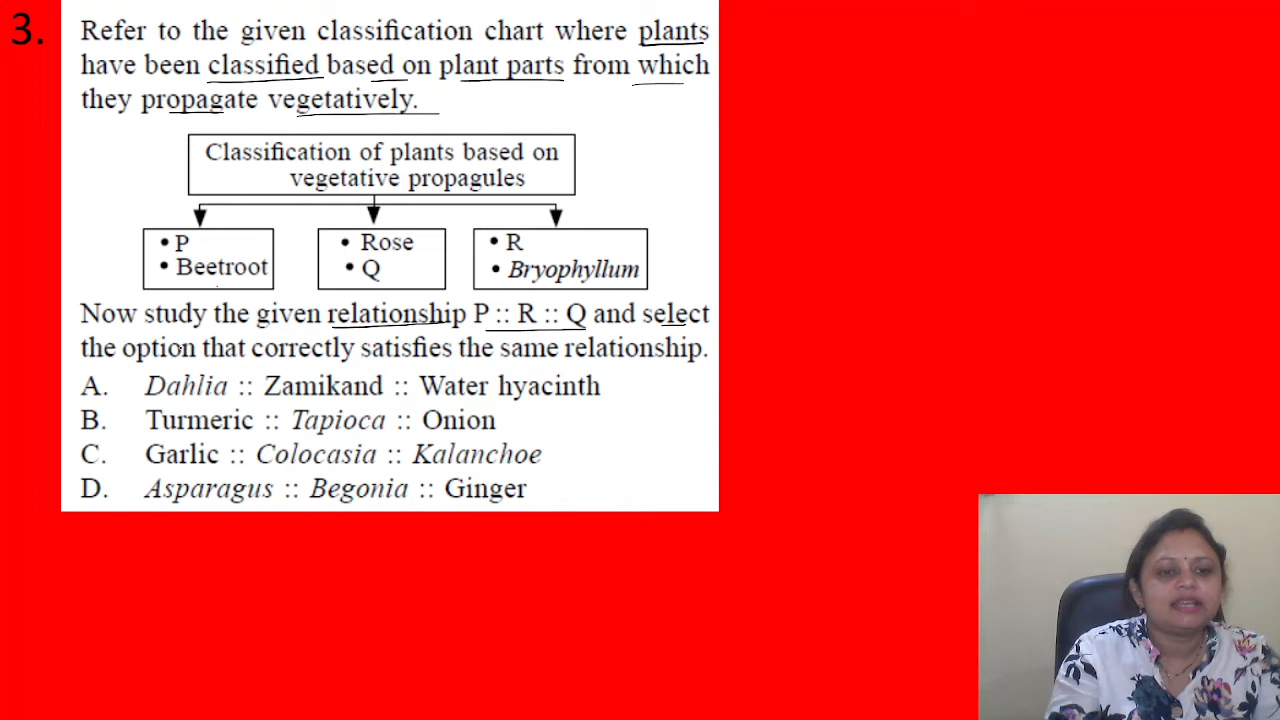 3.
Refer to the given classification chart where plants
have been classified based on plant parts from which
they propagate vegetatively.
Classification of plants based on
vegetative propagules
• P
• Beetroot
• Rose
• Q
• R
• Bryophyllum
Now study the given relationship P :: R :: Q and select
the option that correctly satisfies the same relationship.
A. Dahlia :: Zamikand :: Water hyacinth
B. Turmeric :: Tapioca :: Onion
C. Garlic :: Colocasia :: Kalanchoe
D. Asparagus :: Begonia :: Ginger